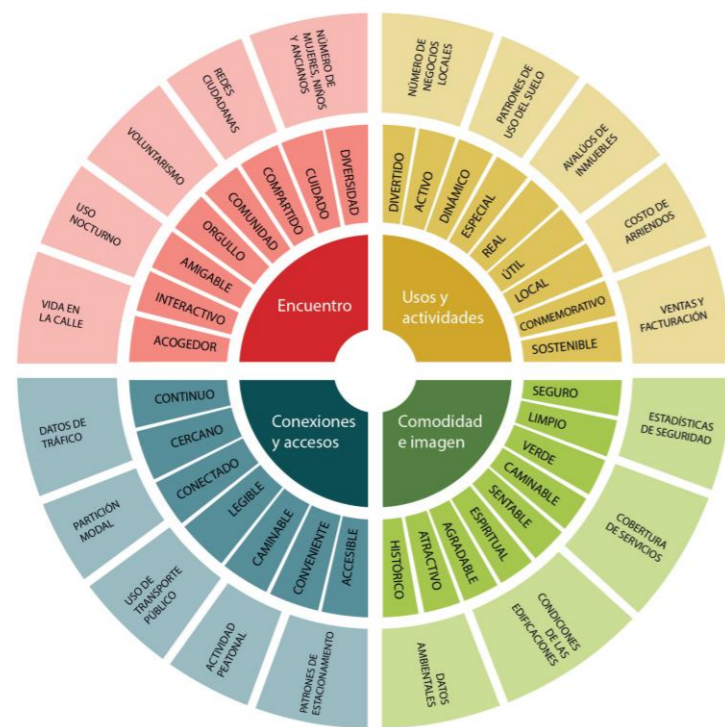 NÚMERO DE
MUJERES, NIÑOS
Y ANCIANOS
REDES
CIUDADANAS
VOLUNTARISMO
USO
NOCTURNO
VIDA EN
LA CALLE
DIVERSIDAD
CUIDADO
COMPARTIDO
COMUNIDAD
ORGULLO
AMIGABLE
INTERACTIVO
ACOGEDOR
Encuentro
NÚMERO DE
NEGOCIOS
LOCALES
PATRONES DE
USO DEL SUELO
AVALÚOS DE
INMUEBLES
COSTO DE
ARRIENDOS
VENTAS Y
FACTURACIÓN
DIVERTIDO
ACTIVO
DINÁMICO
ESPECIAL
REAL
ÚTIL
LOCAL
CONMEMORATIVO
SOSTENIBLE
Usos y
actividades
DATOS DE
TRÁFICO
PARTICIÓN
MODAL
USO DE
TRANSPORTE
PÚBLICO
ACTIVIDAD
PEATONAL
PATRONES DE
ESTACIONAMIENTO
CONTINUO
CERCANO
CONECTADO
LEGIBLE
CAMINABLE
CONVENIENTE
ACCESIBLE
Conexiones
y accesos
SEGURO
LIMPIO
VERDE
CAMINABLE
SENTABLE
ESPIRITUAL
AGRADABLE
ATRACTIVO
HISTÓRICO
Comodidad
e imagen
ESTADÍSTICAS
DE SEGURIDAD
COBERTURA
DE SERVICIOS
CONDICIONES
DE LAS
EDIFICACIONES
DATOS
AMBIENTALES